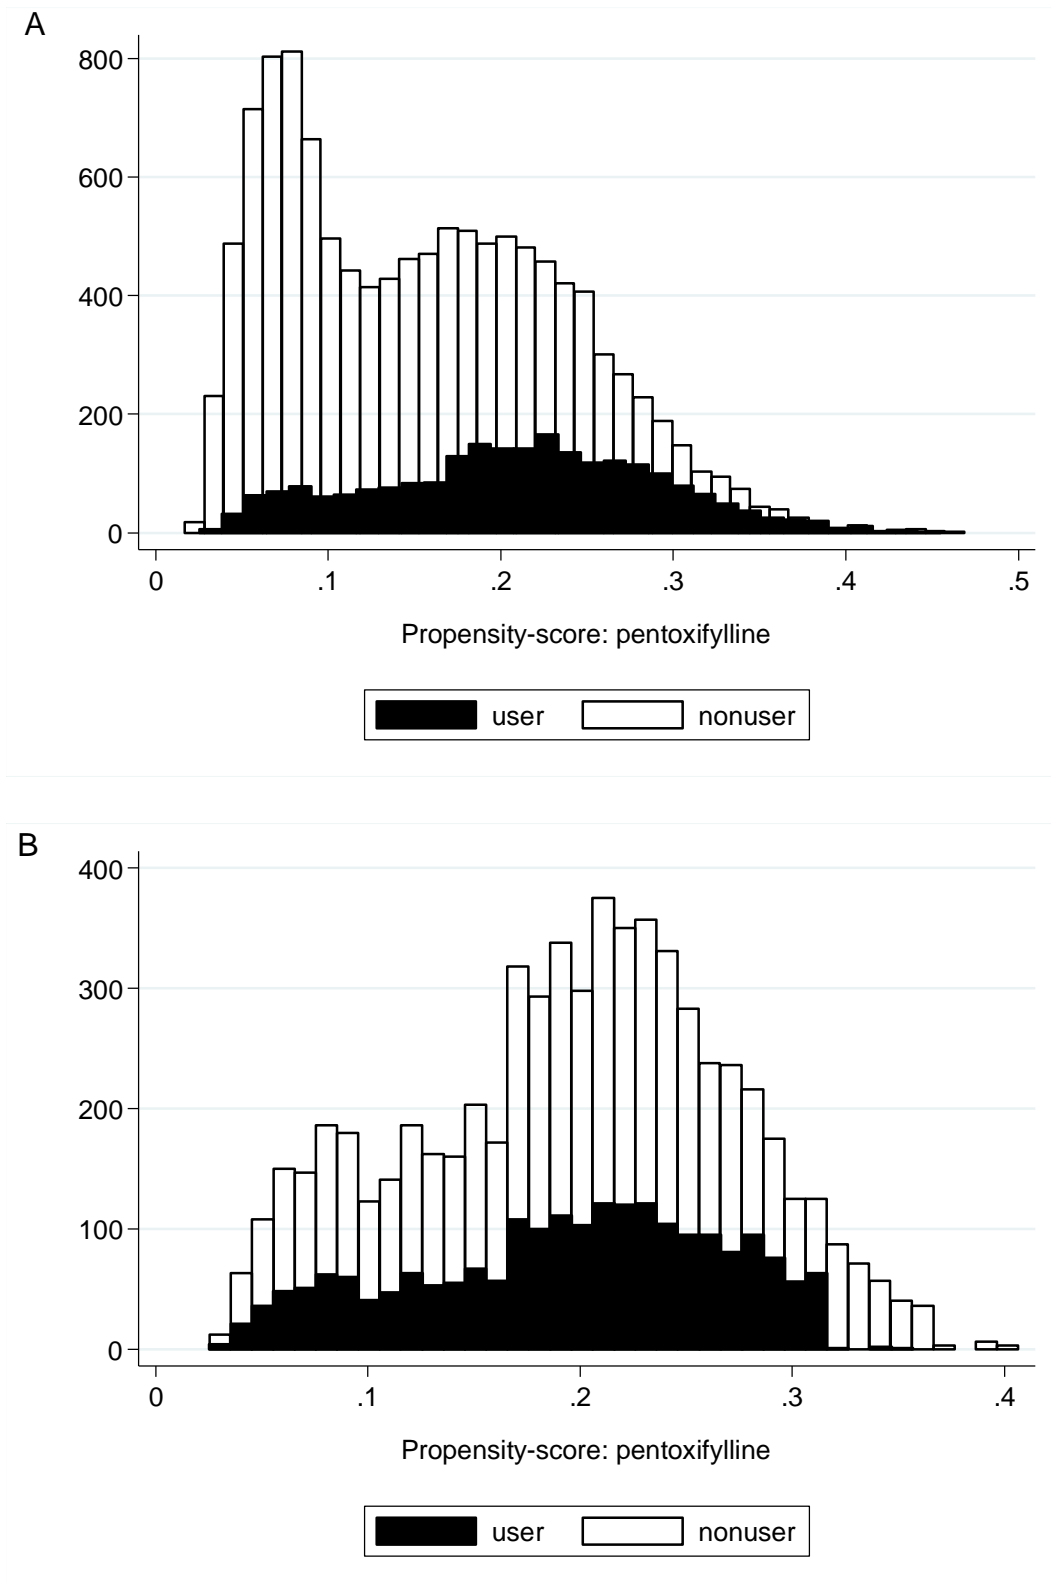 A
800
600
400
200
0
0 .1 .2 .3 .4 .5
Propensity-score: pentoxifylline
user nonuser
B
400
300
200
100
0
0 .1 .2 .3 .4
Propensity-score: pentoxifylline
user nonuser